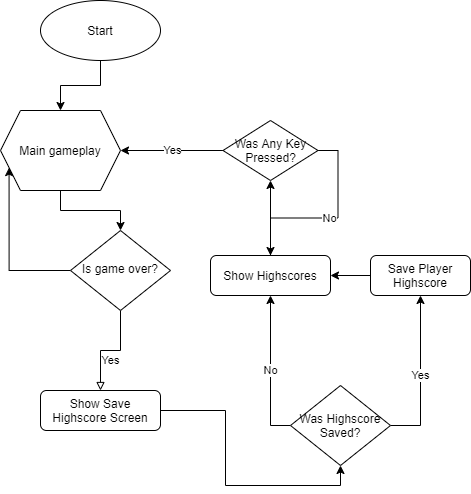 Start
Main gameplay
Was Any Key
Pressed?
Yes
No
Is game over?
Show Highscores
Save Player
Highscore
Yes
No
Yes
Show Save
Highscore Screen
Was Highscore
Saved?